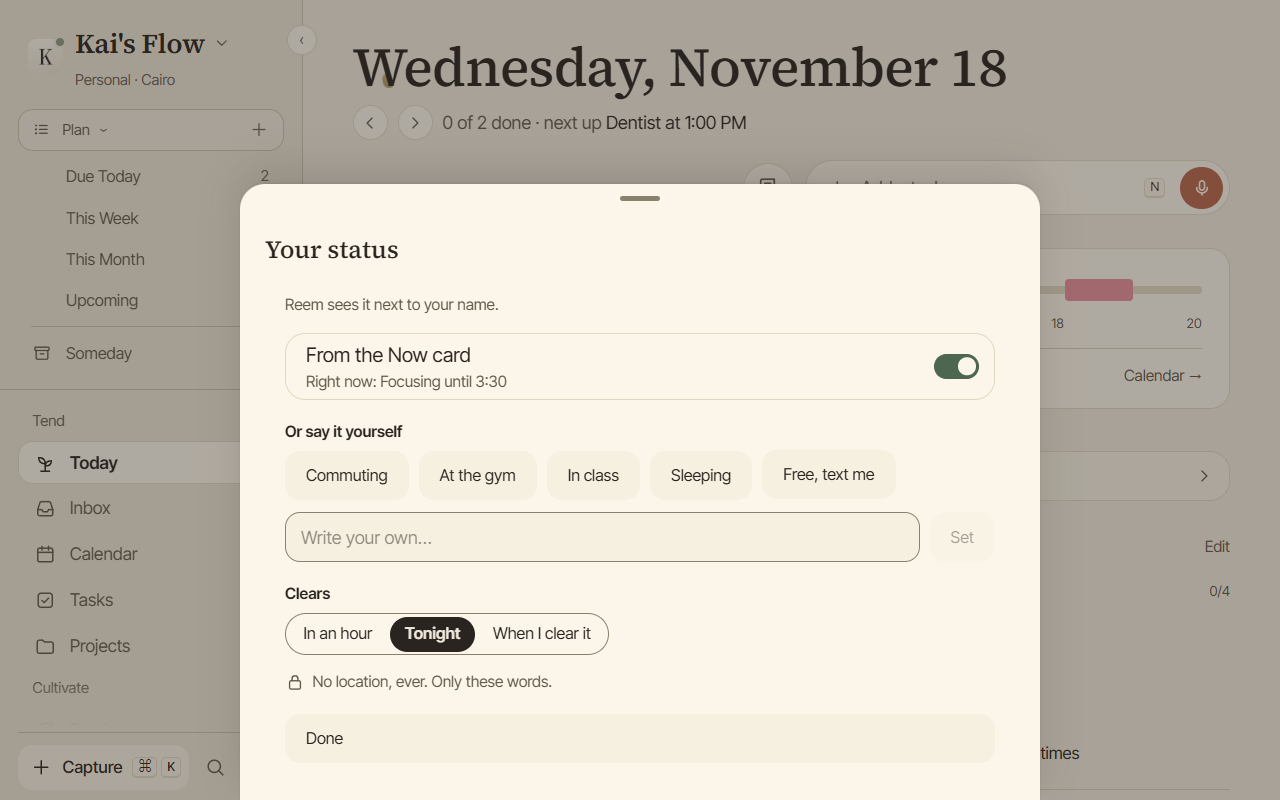 K
Kai's Flow
Personal · Cairo
Plan
Due Today 2
This Week
This Month
Upcoming
Someday
Tend
Today
Inbox
Calendar
Tasks
Projects
Cultivate
Capture ⌘ K
Wednesday, November 18
0 of 2 done · next up Dentist at 1:00 PM
N
18 20
Calendar →
Edit
0/4
times
Your status
Reem sees it next to your name.
From the Now card
Right now: Focusing until 3:30
Or say it yourself
Commuting
At the gym
In class
Sleeping
Free, text me
Write your own...
Set
Clears
In an hour
Tonight
When I clear it
No location, ever. Only these words.
Done